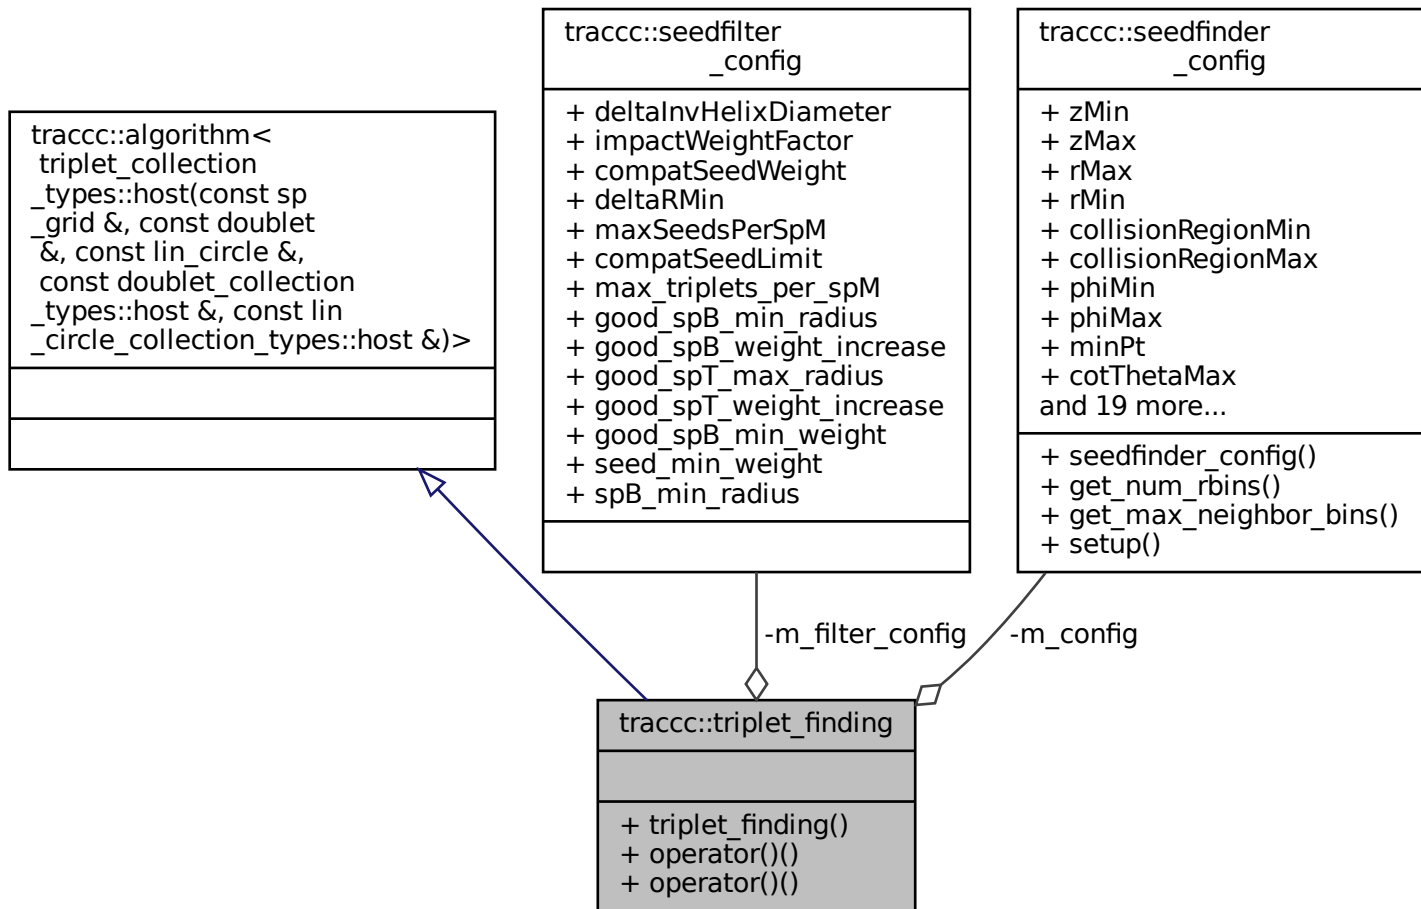 traccc::algorithm<
triplet_collection
_types::host(const sp
_grid &, const doublet
&, const lin_circle &,
const doublet_collection
_types::host &, const lin
_circle_collection_types::host &)>
traccc::seedfilter
_config
+ deltaInvHelixDiameter
+ impactWeightFactor
+ compatSeedWeight
+ deltaRMin
+ maxSeedsPerSpM
+ compatSeedLimit
+ max_triplets_per_spM
+ good_spB_min_radius
+ good_spB_weight_increase
+ good_spT_max_radius
+ good_spT_weight_increase
+ good_spB_min_weight
+ seed_min_weight
+ spB_min_radius
traccc::seedfinder
_config
+ zMin
+ zMax
+ rMax
+ rMin
+ collisionRegionMin
+ collisionRegionMax
+ phiMin
+ phiMax
+ minPt
+ cotThetaMax
and 19 more...
+ seedfinder_config()
+ get_num_rbins()
+ get_max_neighbor_bins()
+ setup()
-m_filter_config
-m_config
traccc::triplet_finding
+ triplet_finding()
+ operator()()
+ operator()()